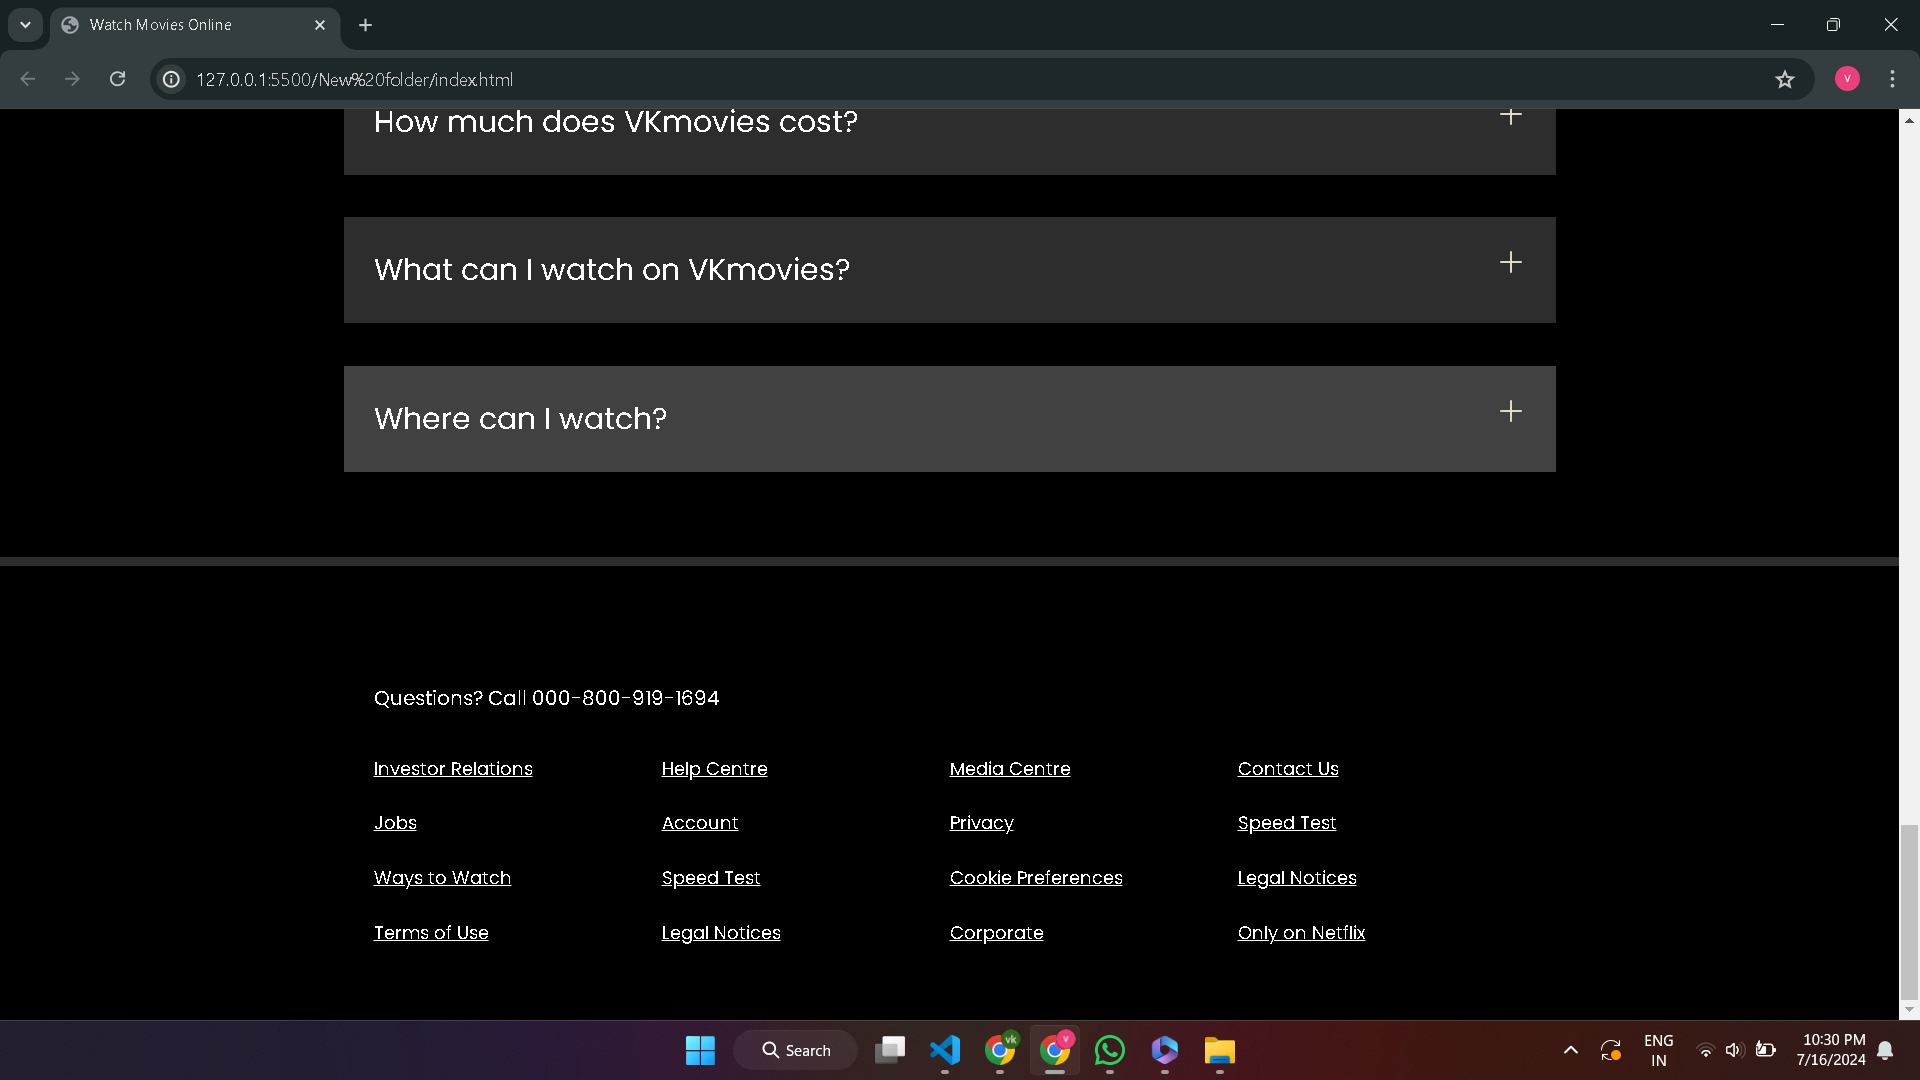 Watch Movies Online
127.0.0.1:5500/New%20folder/index.html
V
How much does VKmovies cost?
What can I watch on VKmovies?
Where can I watch?
Questions? Call 000-800-919-1694
Investor Relations Help Centre Media Centre Contact Us
Jobs Account Privacy Speed Test
Ways to Watch Speed Test Cookie Preferences Legal Notices
Terms of Use Legal Notices Corporate Only on Netflix
Search
vk
v
ENG
IN
10:30 PM
7/16/2024